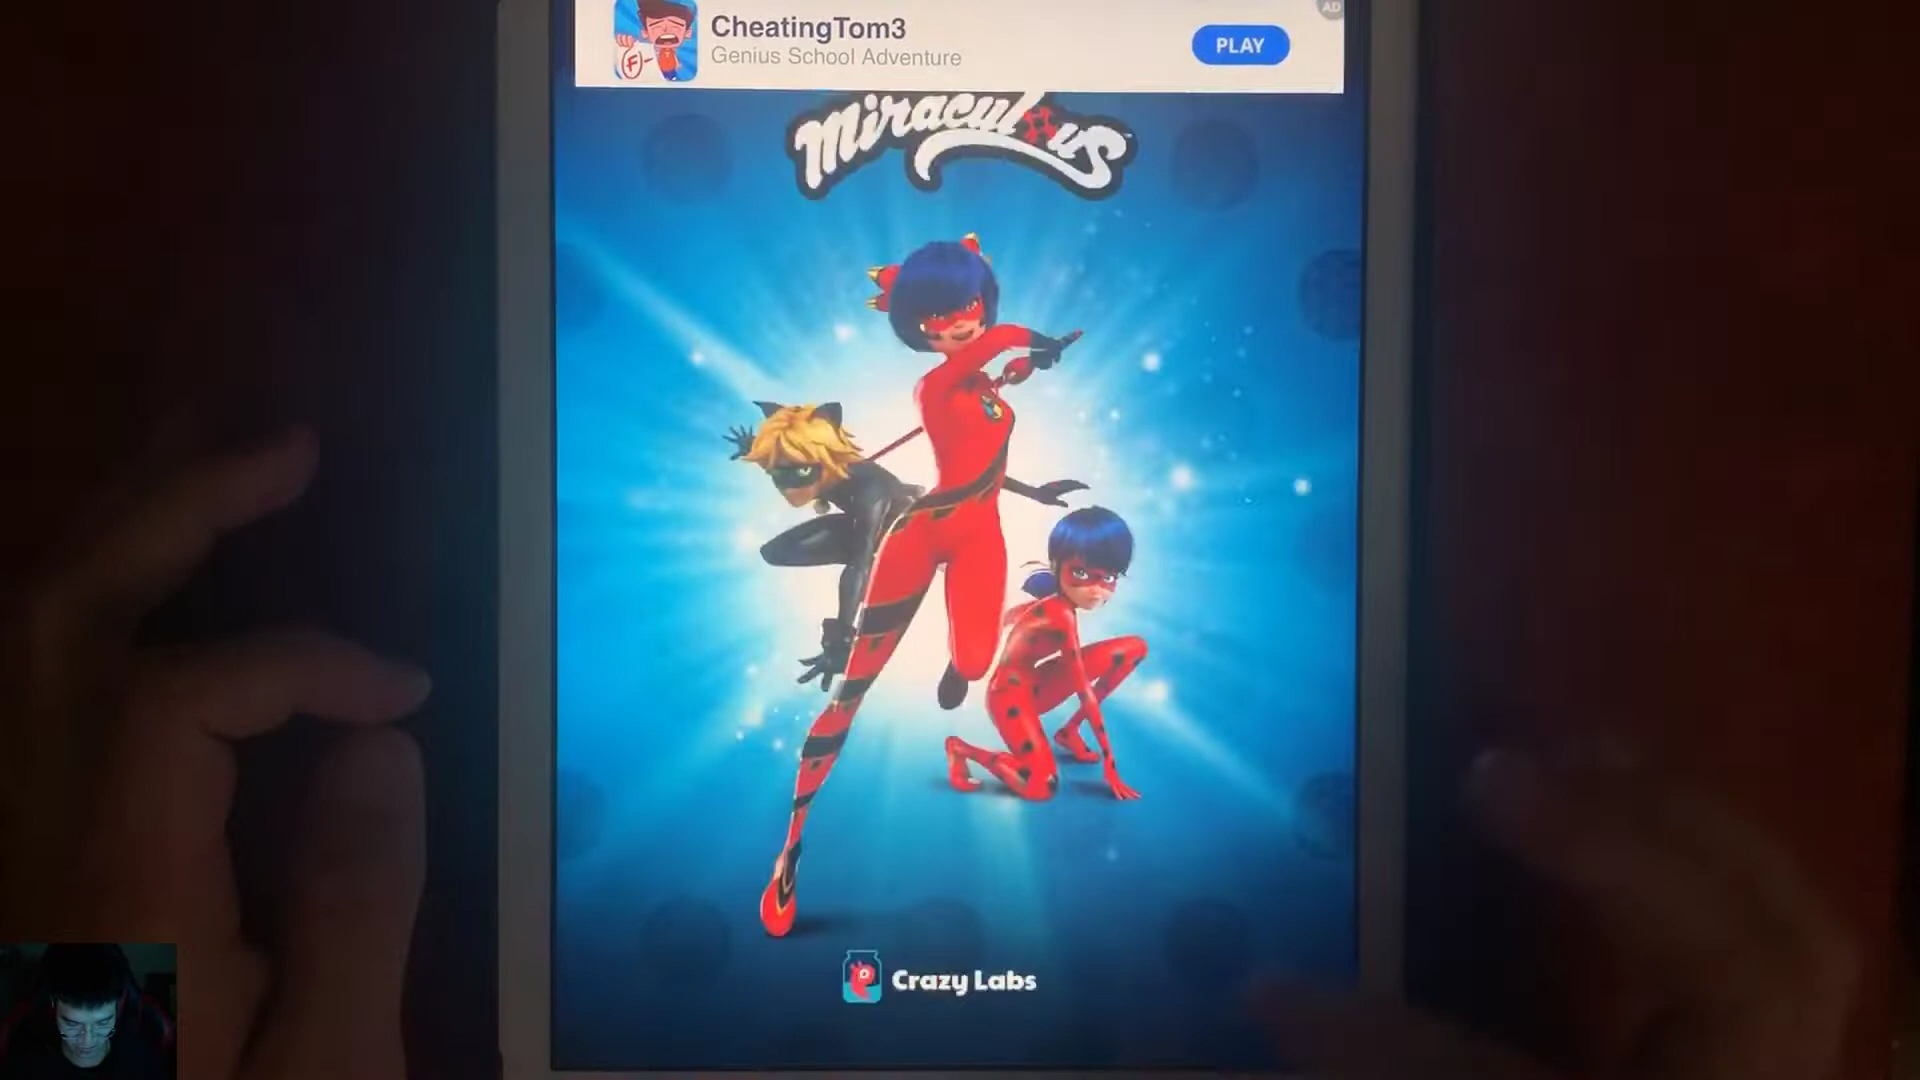 CheatingTom3
Genius School Adventure
AD
PLAY
F-
Miraculous
Crazy Labs